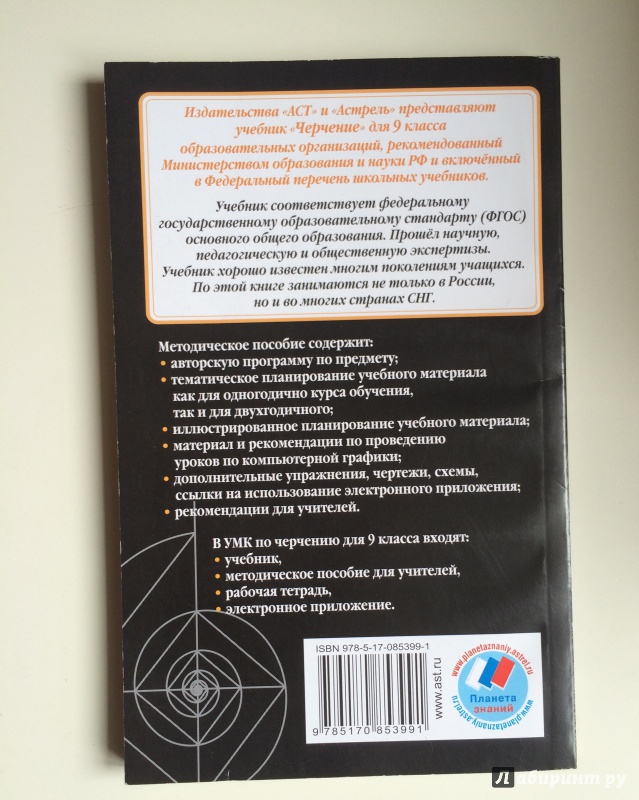 Издательства «АСТ» и «Астрель» представляют
учебник «Черчение» для 9 класса
образовательных организаций, рекомендованный
Министерством образования и науки РФ и включённый
в Федеральный перечень школьных учебников.
Учебник соответствует федеральному
государственному образовательному стандарту (ФГОС)
основного общего образования. Прошёл научную,
педагогическую и общественную экспертизы.
Учебник хорошо известен многим поколениям учащихся.
По этой книге занимаются не только в России,
но и во многих странах СНГ.
Методическое пособие содержит:
• авторскую программу по предмету;
• тематическое планирование учебного материала
как для одногодично курса обучения,
так и для двухгодичного;
• иллюстрированное планирование учебного материала;
• материал и рекомендации по проведению
уроков по компьютерной графики;
• дополнительные упражнения, чертежи, схемы,
ссылки на использование электронного приложения;
• рекомендации для учителей.
В УМК по черчению для 9 класса входят:
• учебник,
• методическое пособие для учителей,
• рабочая тетрадь,
• электронное приложение.
ISBN 978-5-17-085399-1
9 785170 853991
www.ast.ru
www.planetaznaniy.astrel.ru
Планета
знаний
www.planetaznaniy.astrel.ru
Лабиринт.ру